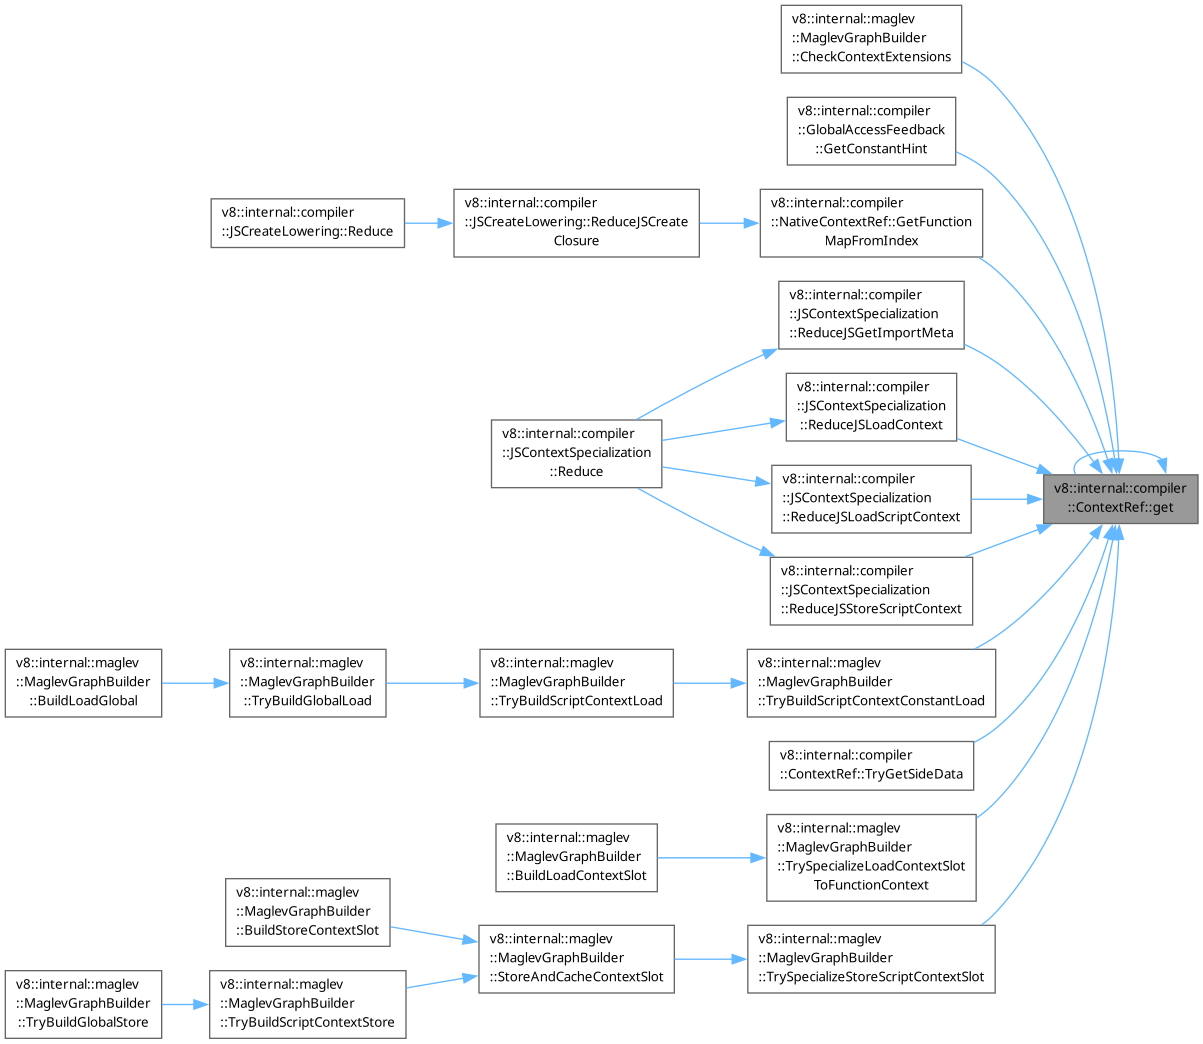 v8::internal::maglev
::MaglevGraphBuilder
::CheckContextExtensions
v8::internal::compiler
::GlobalAccessFeedback
::GetConstantHint
v8::internal::compiler
::JSCreateLowering::Reduce
v8::internal::compiler
::JSCreateLowering::ReduceJSCreate
Closure
v8::internal::compiler
::NativeContextRef::GetFunction
MapFromIndex
v8::internal::compiler
::JSContextSpecialization
::ReduceJSGetImportMeta
v8::internal::compiler
::JSContextSpecialization
::ReduceJSLoadContext
v8::internal::compiler
::JSContextSpecialization
::Reduce
v8::internal::compiler
::JSContextSpecialization
::ReduceJSLoadScriptContext
v8::internal::compiler
::ContextRef::get
v8::internal::compiler
::JSContextSpecialization
::ReduceJSStoreScriptContext
v8::internal::maglev
::MaglevGraphBuilder
::BuildLoadGlobal
v8::internal::maglev
::MaglevGraphBuilder
::TryBuildGlobalLoad
v8::internal::maglev
::MaglevGraphBuilder
::TryBuildScriptContextLoad
v8::internal::maglev
::MaglevGraphBuilder
::TryBuildScriptContextConstantLoad
v8::internal::compiler
::ContextRef::TryGetSideData
v8::internal::maglev
::MaglevGraphBuilder
::BuildLoadContextSlot
v8::internal::maglev
::MaglevGraphBuilder
::TrySpecializeLoadContextSlot
ToFunctionContext
v8::internal::maglev
::MaglevGraphBuilder
::BuildStoreContextSlot
v8::internal::maglev
::MaglevGraphBuilder
::StoreAndCacheContextSlot
v8::internal::maglev
::MaglevGraphBuilder
::TrySpecializeStoreScriptContextSlot
v8::internal::maglev
::MaglevGraphBuilder
::TryBuildGlobalStore
v8::internal::maglev
::MaglevGraphBuilder
::TryBuildScriptContextStore